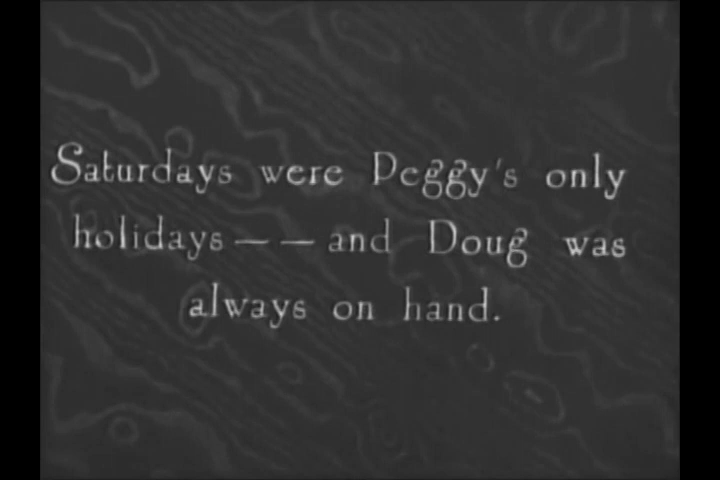 Saturdays were Peggy's only
holidays — — and Doug was
always on hand.